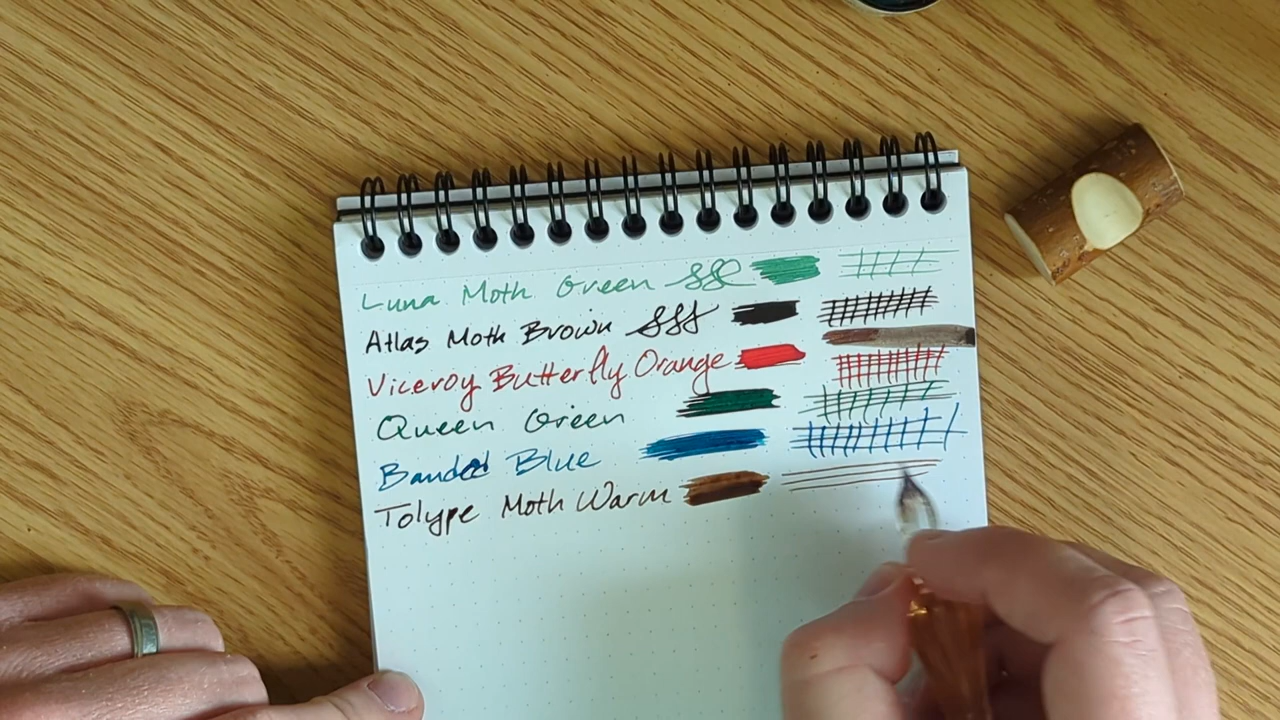 Luna Moth Green
Atlas Moth Brown
Viceroy Butterfly Orange
Queen Green
Banded Blue
Tolype Moth Warm